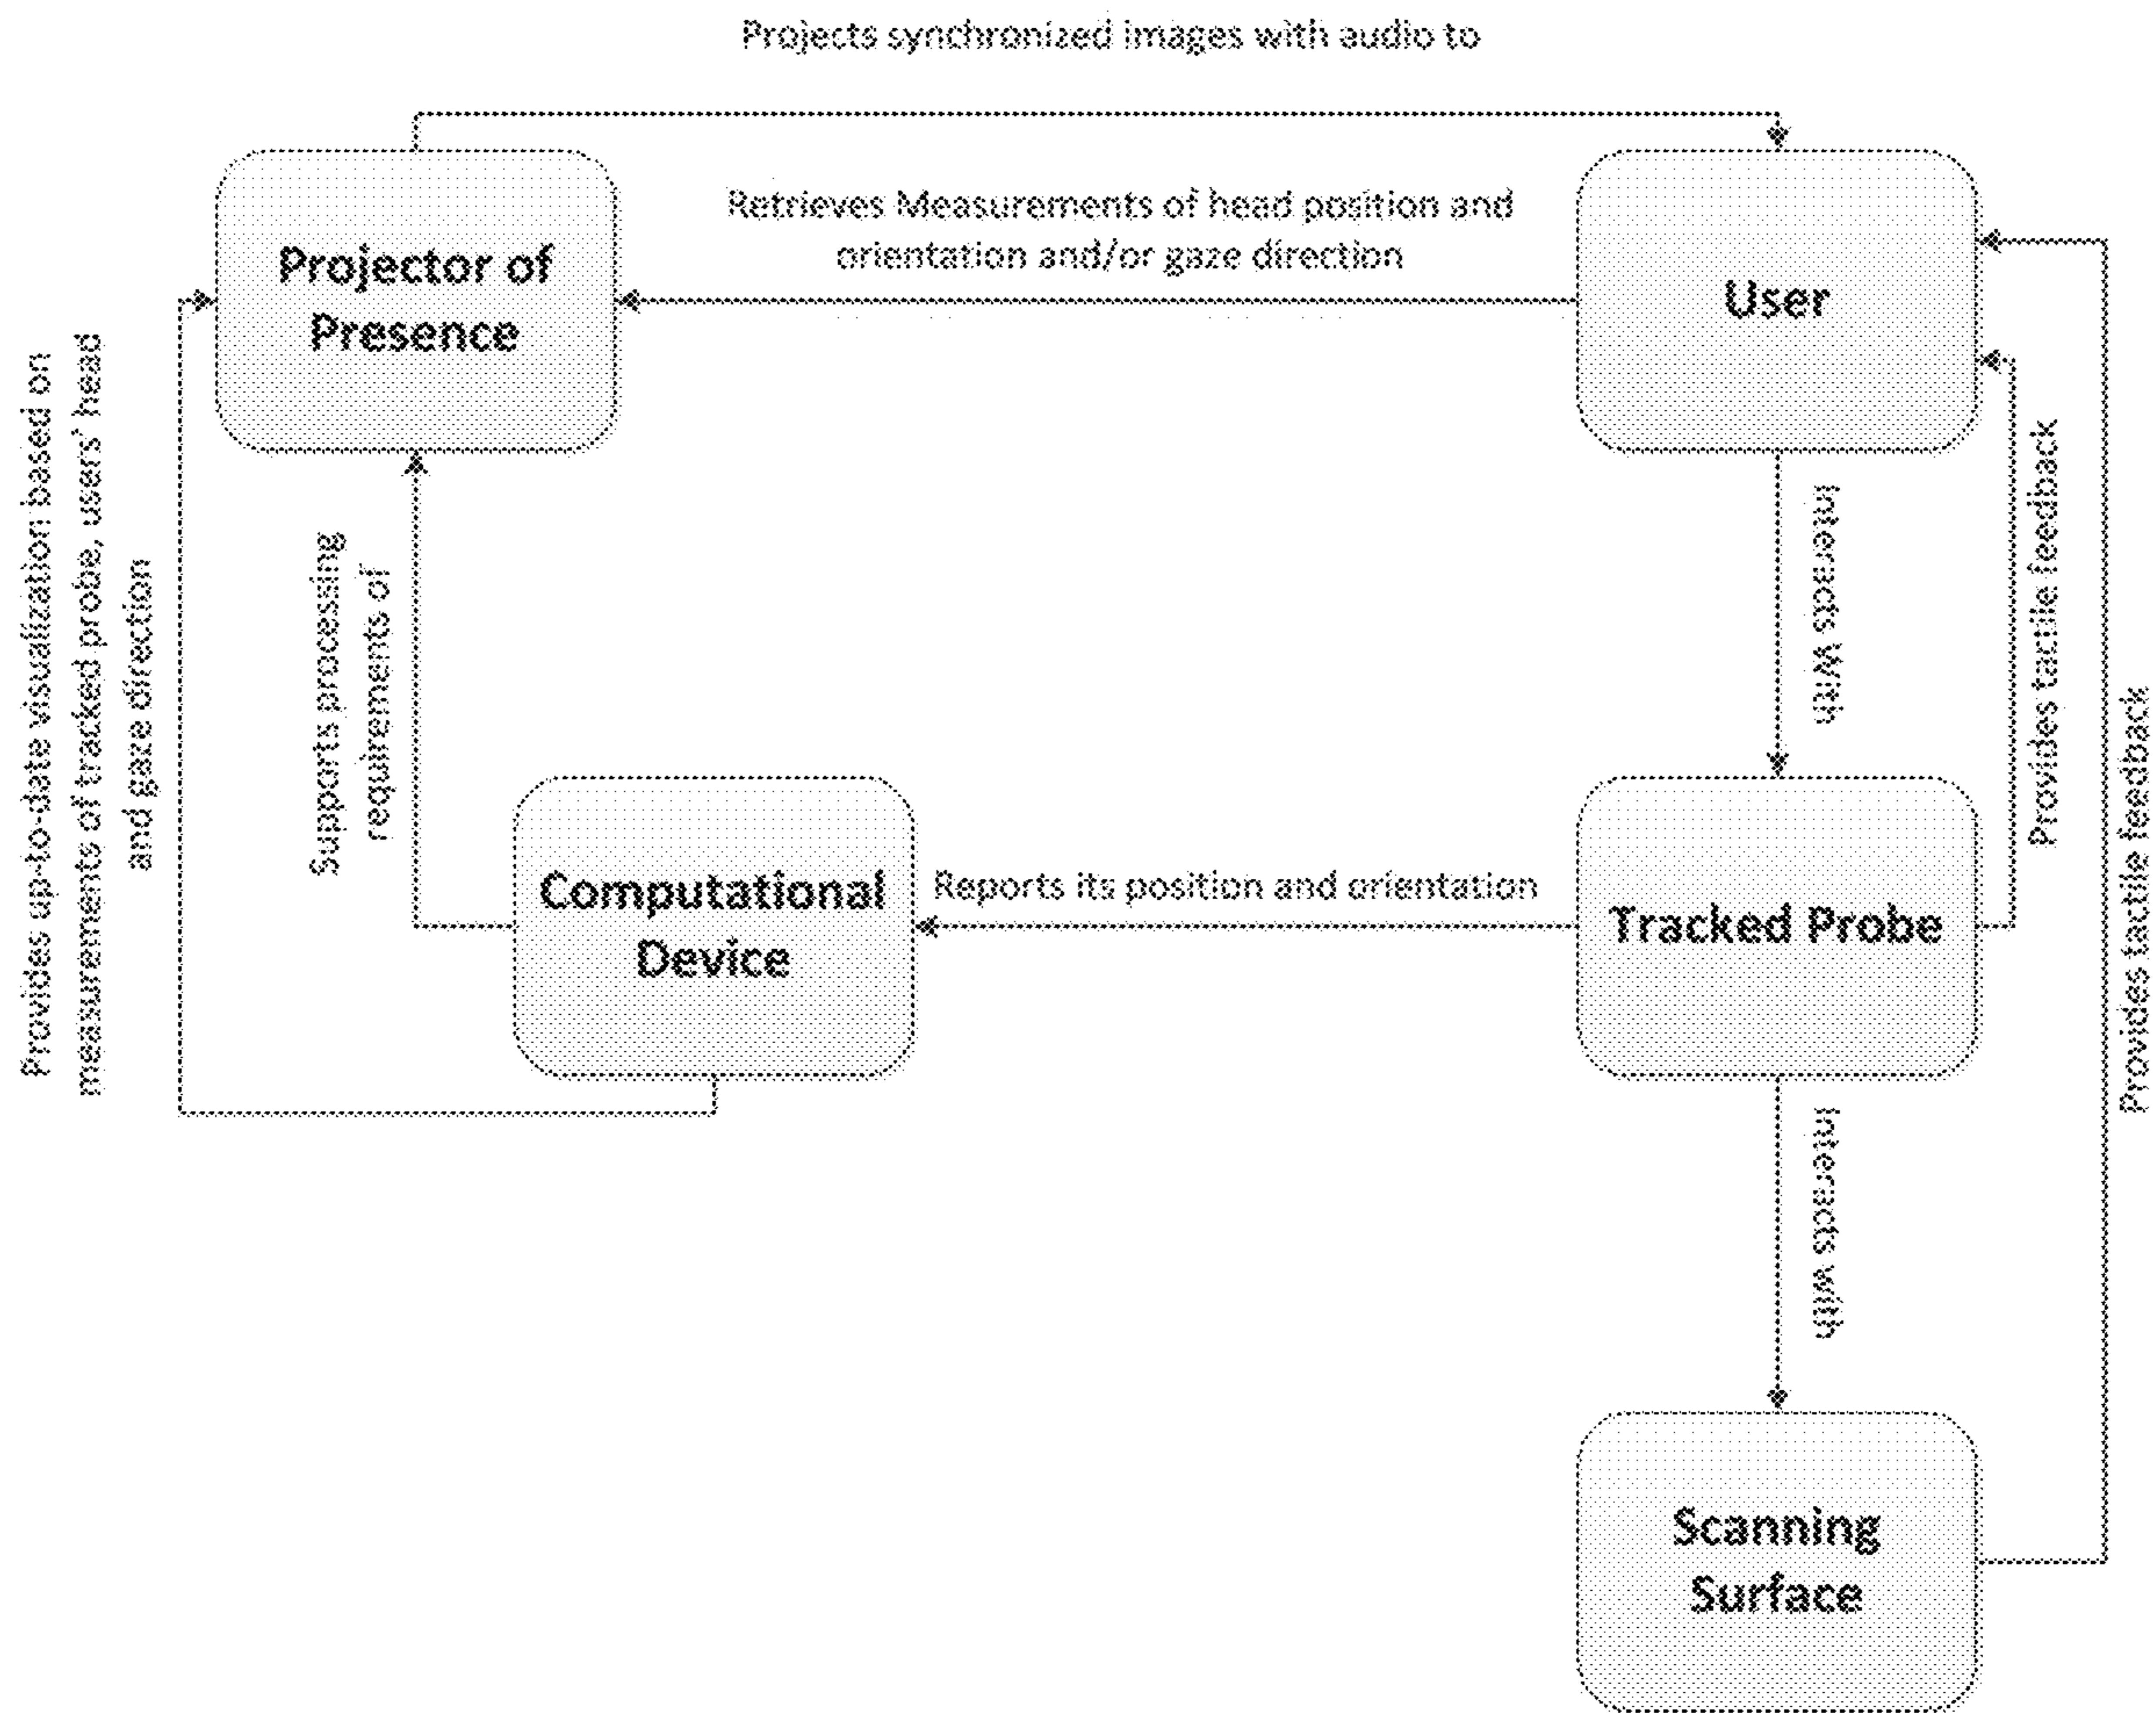 Projects synchronized images with audio to
Projector of
Presence
Retrieves Measurements of head position and
orientation and/or gaze direction
User
Provides up-to-date visualization based on
measurements of tracked probe, users' head
and gaze direction
Supports processing
requirements of
Interacts With
Provides tactile feedback
Provides tactile feedback
Computational
Device
Reports its position and orientation
Tracked Probe
Interacts with
Scanning
Surface